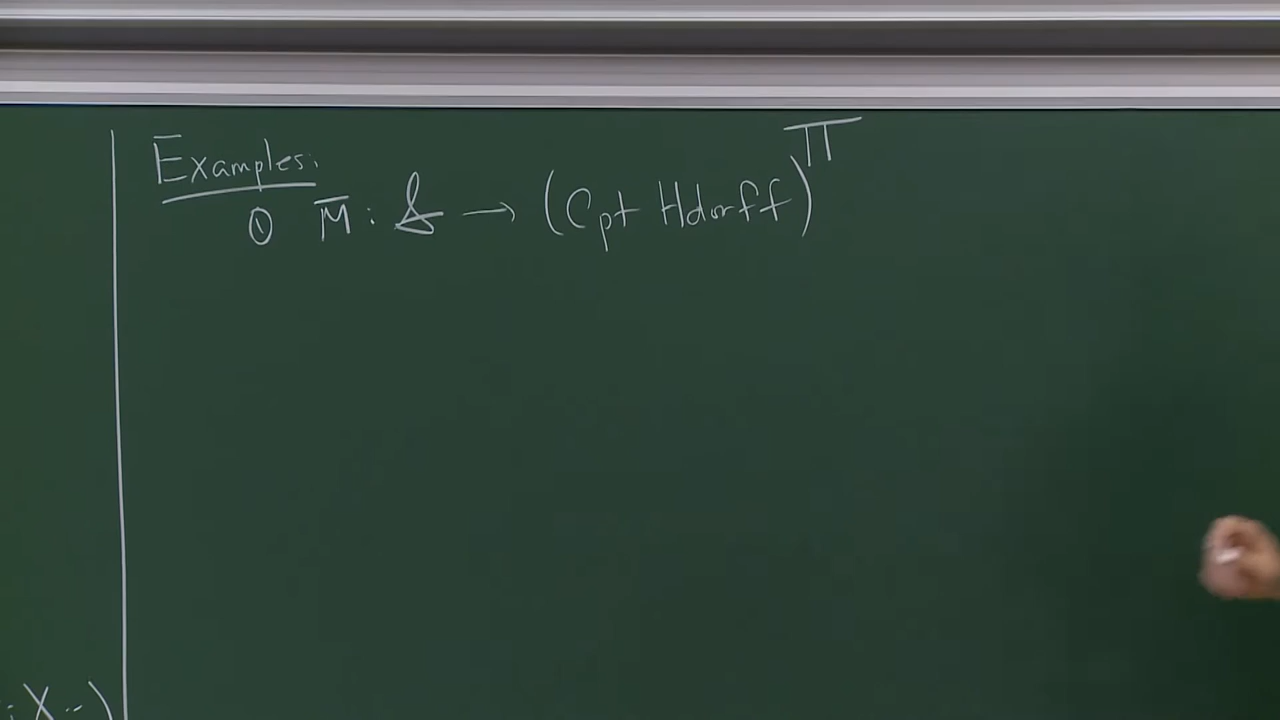 Examples:
① M̅ : 𝒮 → (Cpt Hdorff)^∏
X ··)